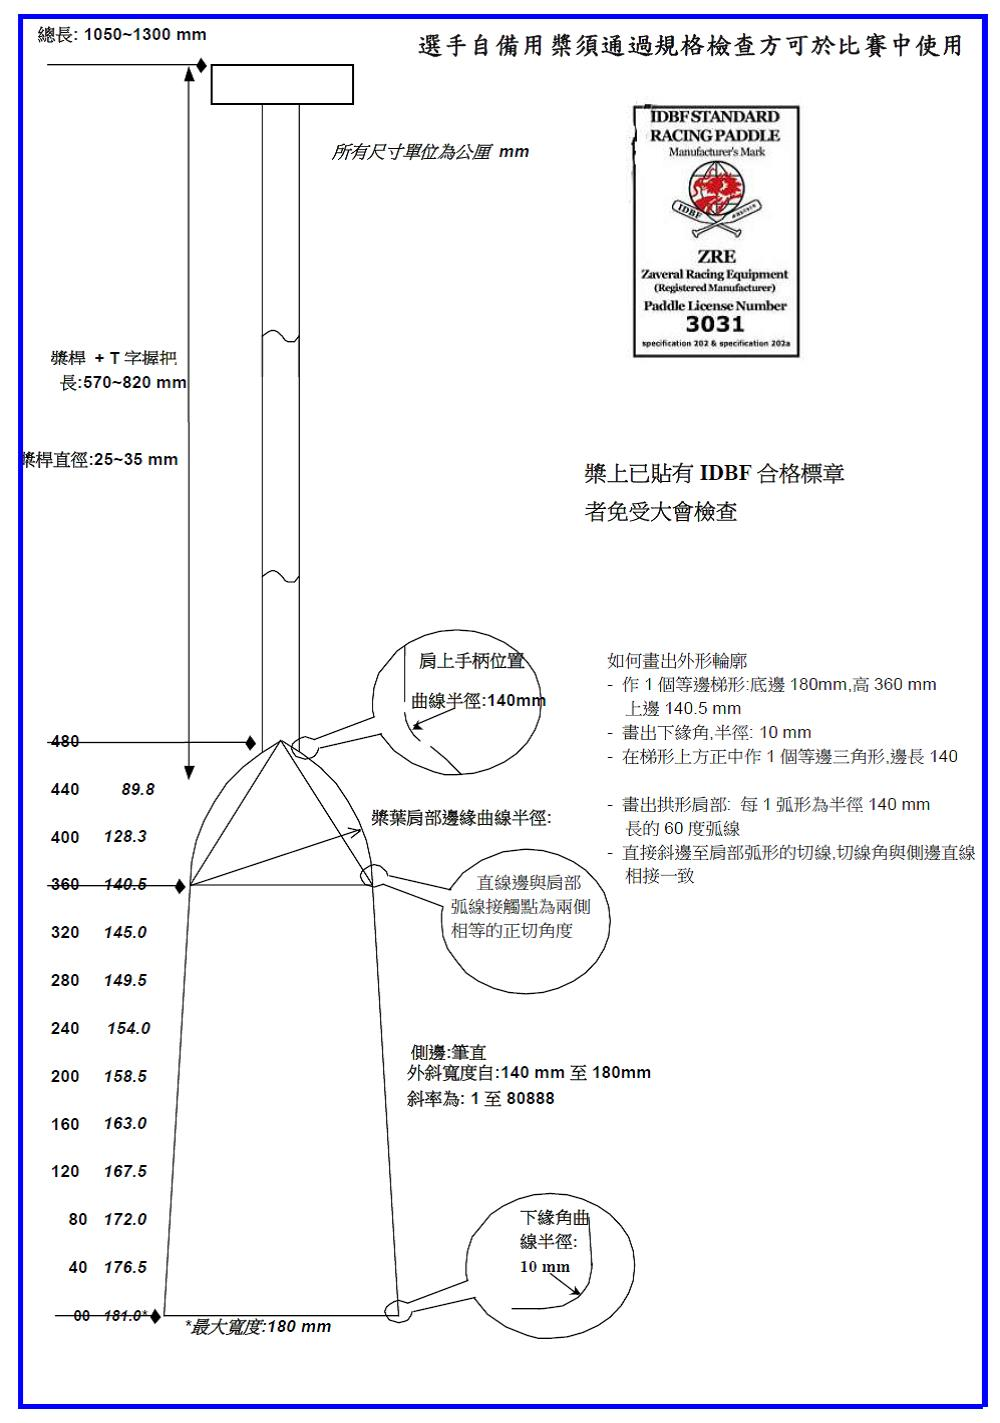 總長: 1050~1300 mm
選手自備用槳須通過規格檢查方可於比賽中使用
IDBF STANDARD
RACING PADDLE
Manufacturer's Mark
IDBF
ZRE
Zaveral Racing Equipment
(Registered Manufacturer)
Paddle License Number
3031
specification 202 & specification 202a
所有尺寸單位為公厘 mm
槳桿 + T 字握把
長:570~820 mm
槳桿直徑:25~35 mm
槳上已貼有 IDBF 合格標章
者免受大會檢查
肩上手柄位置
曲線半徑:140mm
如何畫出外形輪廓
- 作 1 個等邊梯形:底邊 180mm,高 360 mm
上邊 140.5 mm
- 畫出下緣角,半徑: 10 mm
- 在梯形上方正中作 1 個等邊三角形,邊長 140
- 畫出拱形肩部: 每 1 弧形為半徑 140 mm
長的 60 度弧線
- 直接斜邊至肩部弧形的切線,切線角與側邊直線
相接一致
480
440 89.8
槳葉肩部邊緣曲線半徑:
400 128.3
360 140.5
直線邊與肩部
弧線接觸點為兩側
相等的正切角度
320 145.0
280 149.5
240 154.0
側邊:筆直
外斜寬度自:140 mm 至 180mm
斜率為: 1 至 80888
200 158.5
160 163.0
120 167.5
80 172.0
40 176.5
00 181.0*
下緣角曲
線半徑:
10 mm
*最大寬度:180 mm